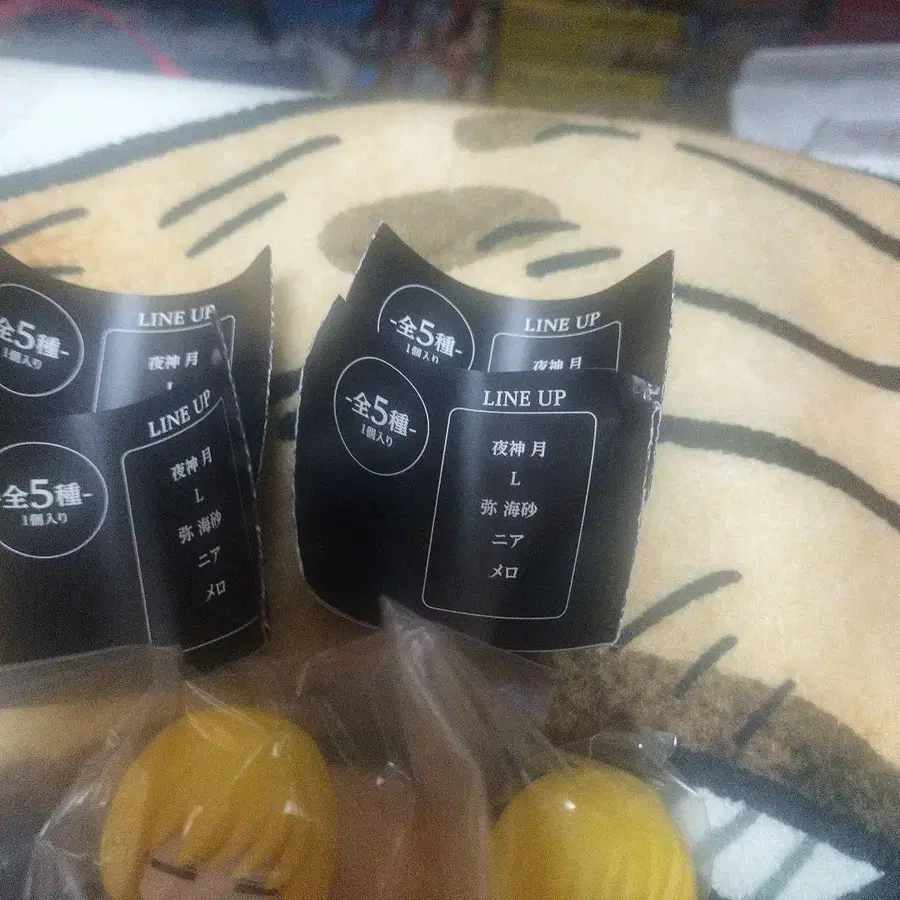 全5種-
1個入り
LINE UP
夜神 月
L
全5種-
1個入り
LINE UP
夜神 月
L
弥 海砂
ニア
メロ
-全5種-
1個入り
LINE UP
夜神 月
-全5種-
1個入り
LINE UP
夜神 月
L
弥 海砂
ニア
メロ